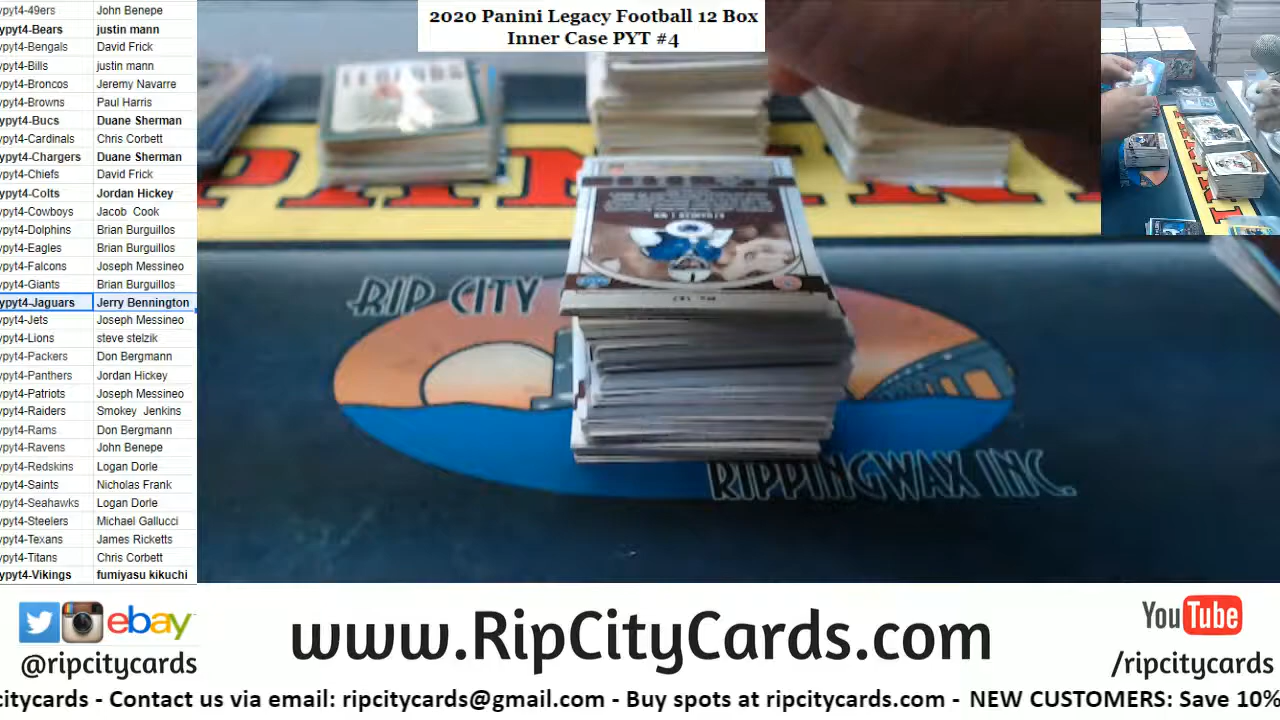 2020 Panini Legacy Football 12 Box
Inner Case PYT #4
ypyt4-49ers John Benepe
ypyt4-Bears justin mann
ypyt4-Bengals David Frick
ypyt4-Bills justin mann
ypyt4-Broncos Jeremy Navarre
ypyt4-Browns Paul Harris
ypyt4-Bucs Duane Sherman
ypyt4-Cardinals Chris Corbett
ypyt4-Chargers Duane Sherman
ypyt4-Chiefs David Frick
ypyt4-Colts Jordan Hickey
ypyt4-Cowboys Jacob Cook
ypyt4-Dolphins Brian Burguillos
ypyt4-Eagles Brian Burguillos
ypyt4-Falcons Joseph Messineo
ypyt4-Giants Brian Burguillos
ypyt4-Jaguars Jerry Bennington
ypyt4-Jets Joseph Messineo
ypyt4-Lions steve stelzik
ypyt4-Packers Don Bergmann
ypyt4-Panthers Jordan Hickey
ypyt4-Patriots Joseph Messineo
ypyt4-Raiders Smokey Jenkins
ypyt4-Rams Don Bergmann
ypyt4-Ravens John Benepe
ypyt4-Redskins Logan Dorle
ypyt4-Saints Nicholas Frank
ypyt4-Seahawks Logan Dorle
ypyt4-Steelers Michael Gallucci
ypyt4-Texans James Ricketts
ypyt4-Titans Chris Corbett
ypyt4-Vikings fumiyasu kikuchi
LEGENDS
RIP CITY
RIPPINGWAX INC.
ebay
@ripcitycards
www.RipCityCards.com
YouTube
/ripcitycards
citycards - Contact us via email: ripcitycards@gmail.com - Buy spots at ripcitycards.com - NEW CUSTOMERS: Save 10%